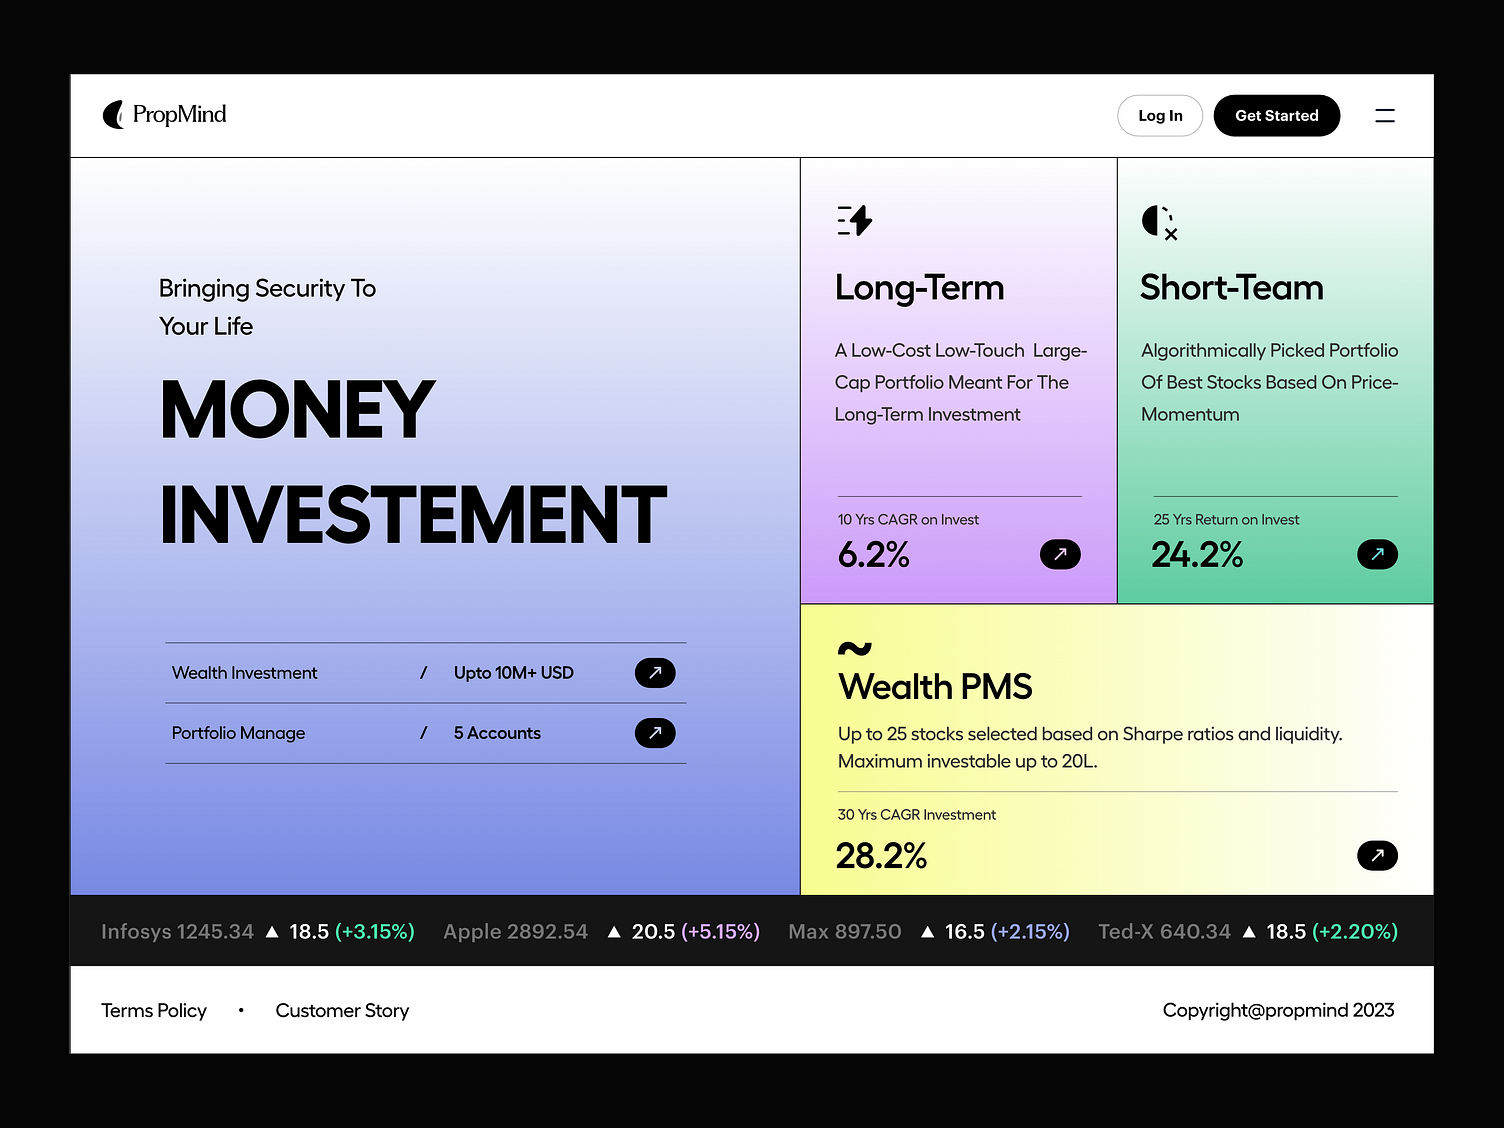 PropMind
Log In
Get Started
Bringing Security To
Your Life
MONEY
INVESTEMENT
Wealth Investment / Upto 10M+ USD
Portfolio Manage / 5 Accounts
Long-Term
A Low-Cost Low-Touch Large-
Cap Portfolio Meant For The
Long-Term Investment
10 Yrs CAGR on Invest
6.2%
Short-Team
Algorithmically Picked Portfolio
Of Best Stocks Based On Price-
Momentum
25 Yrs Return on Invest
24.2%
Wealth PMS
Up to 25 stocks selected based on Sharpe ratios and liquidity.
Maximum investable up to 20L.
30 Yrs CAGR Investment
28.2%
Infosys 1245.34 ▲ 18.5 (+3.15%) Apple 2892.54 ▲ 20.5 (+5.15%) Max 897.50 ▲ 16.5 (+2.15%) Ted-X 640.34 ▲ 18.5 (+2.20%)
Terms Policy • Customer Story
Copyright@propmind 2023